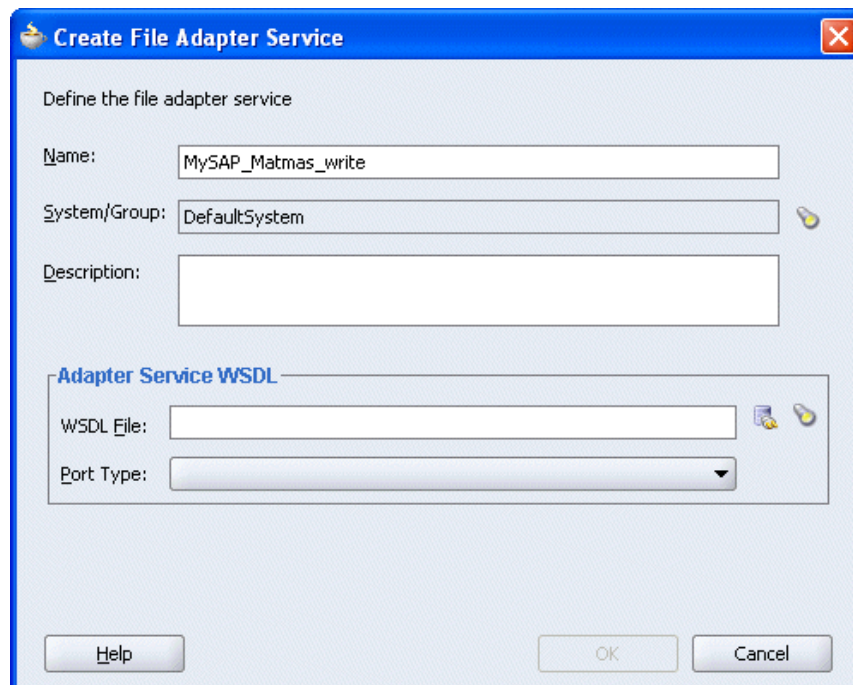 Create File Adapter Service
Define the file adapter service
Name: MySAP_Matmas_write
System/Group: DefaultSystem
Description:
Adapter Service WSDL
WSDL File:
Port Type:
Help OK Cancel